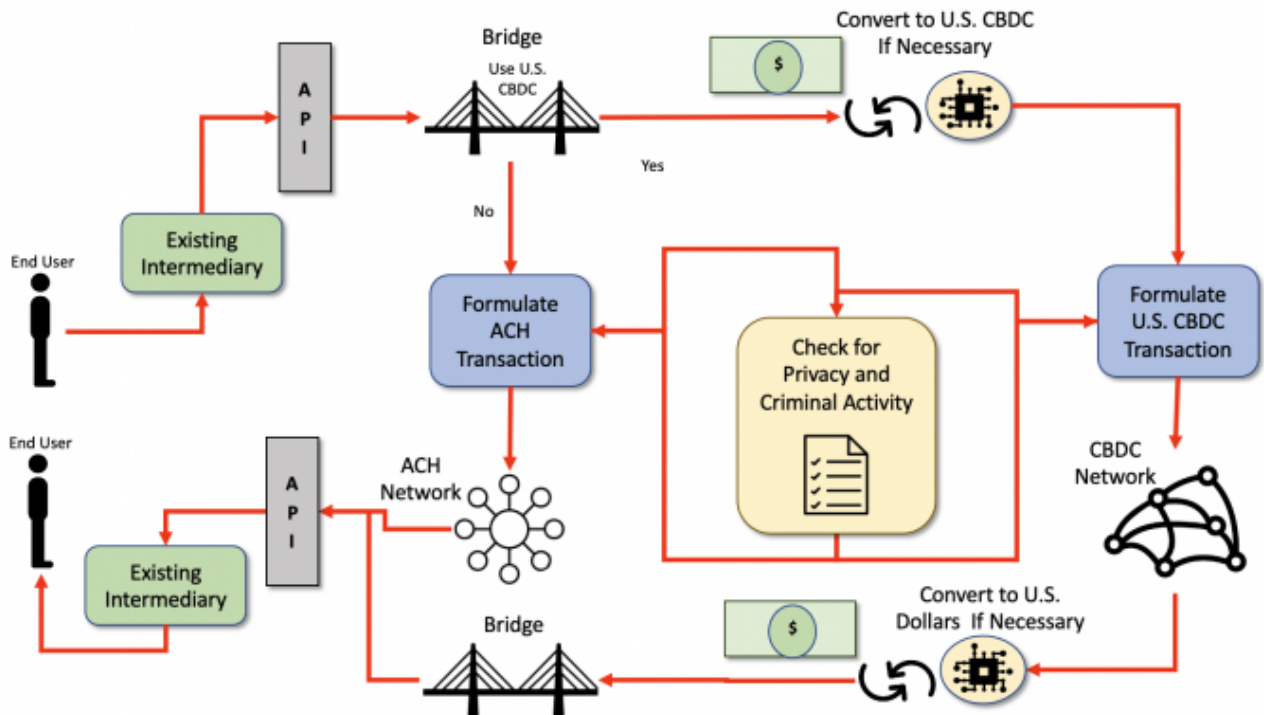 Convert to U.S. CBDC
If Necessary
$
Bridge
Use U.S.
CBDC
A
P
I
Yes
No
Existing
Intermediary
End User
Formulate
ACH
Transaction
Check for
Privacy and
Criminal Activity
Formulate
U.S. CBDC
Transaction
End User
ACH
Network
CBDC
Network
A
P
I
Existing
Intermediary
Bridge
$
Convert to U.S.
Dollars If Necessary